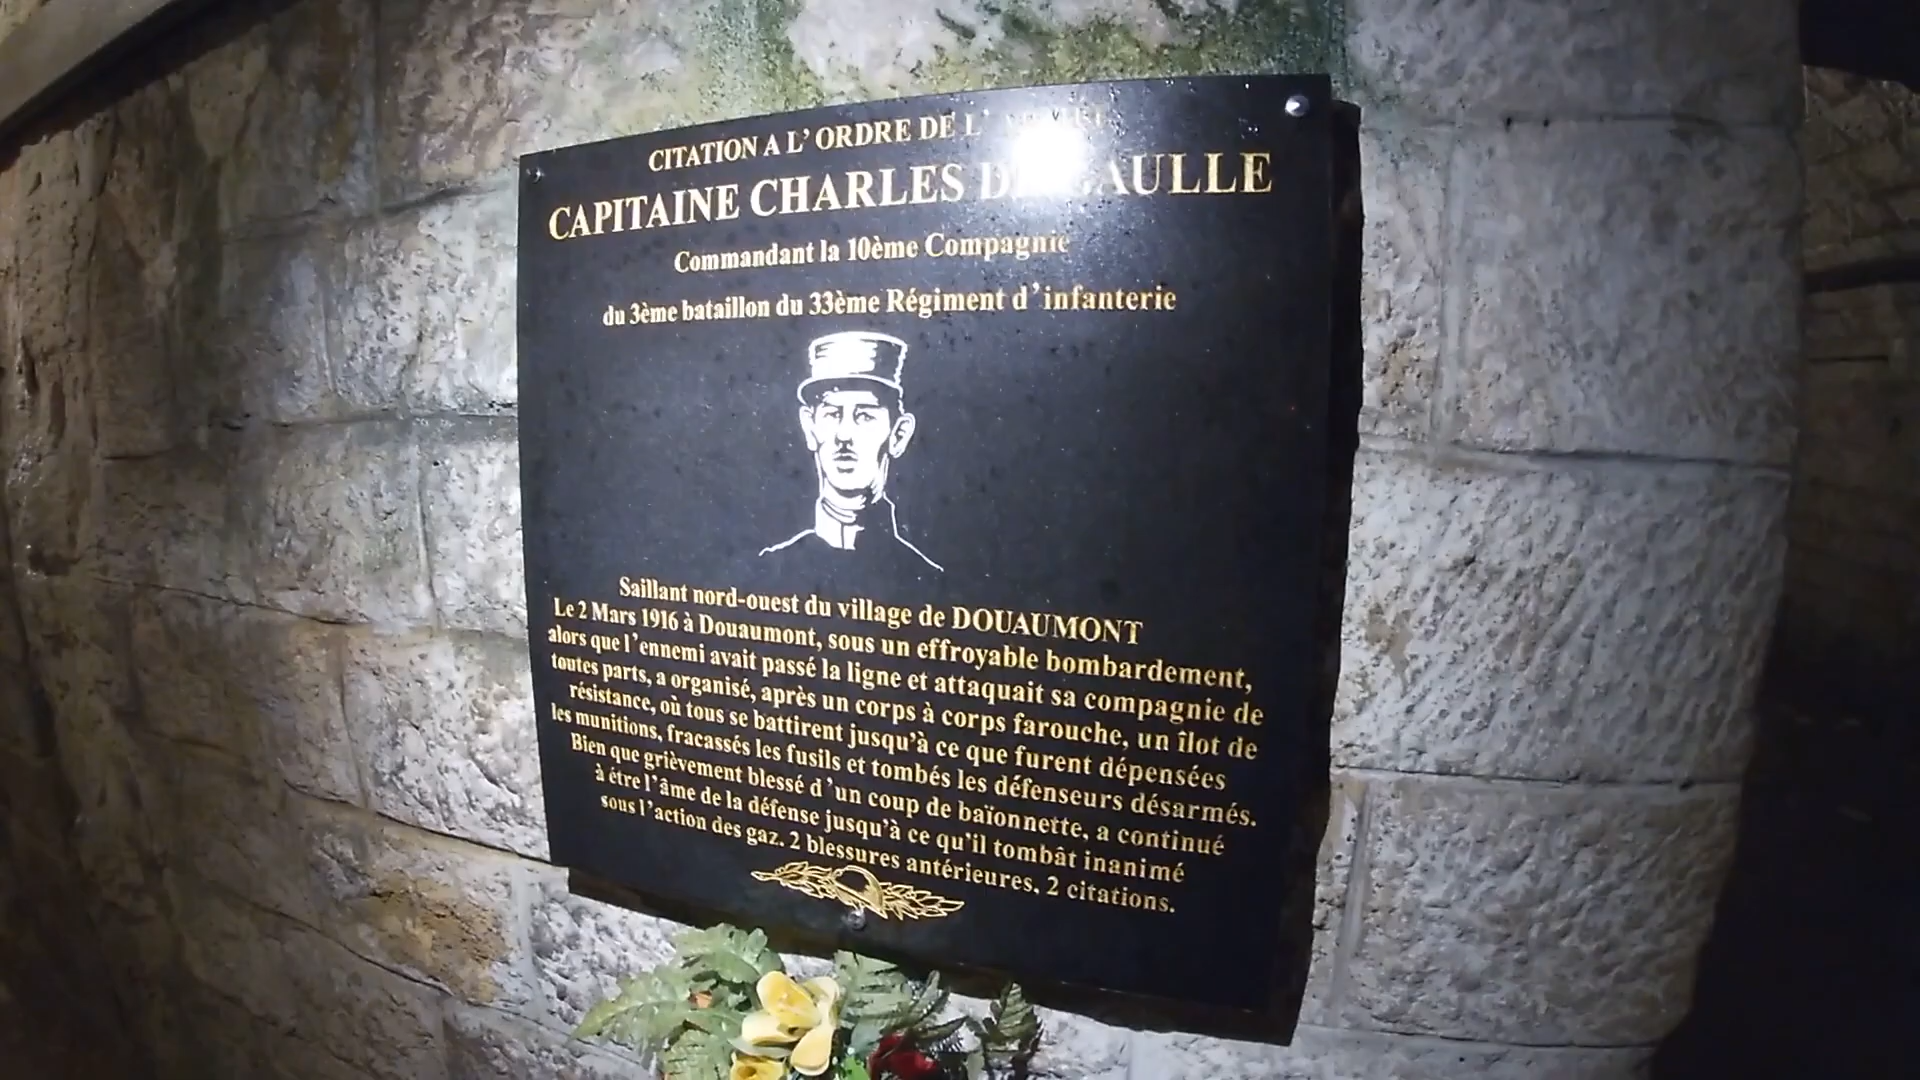 CITATION A L' ORDRE DE L'
CAPITAINE CHARLES DE GAULLE
Commandant la 10ème Compagnie
du 3ème bataillon du 33ème Régiment d'infanterie
Saillant nord-ouest du village de DOUAUMONT
Le 2 Mars 1916 à Douaumont, sous un effroyable bombardement,
alors que l'ennemi avait passé la ligne et attaquait sa compagnie de
toutes parts, a organisé, après un corps à corps farouche, un îlot de
résistance, où tous se battirent jusqu'à ce que furent dépensées
les munitions, fracassés les fusils et tombés les défenseurs désarmés.
Bien que grièvement blessé d'un coup de baïonnette, a continué
à étre l'âme de la défense jusqu'à ce qu'il tombât inanimé
sous l'action des gaz. 2 blessures antérieures. 2 citations.